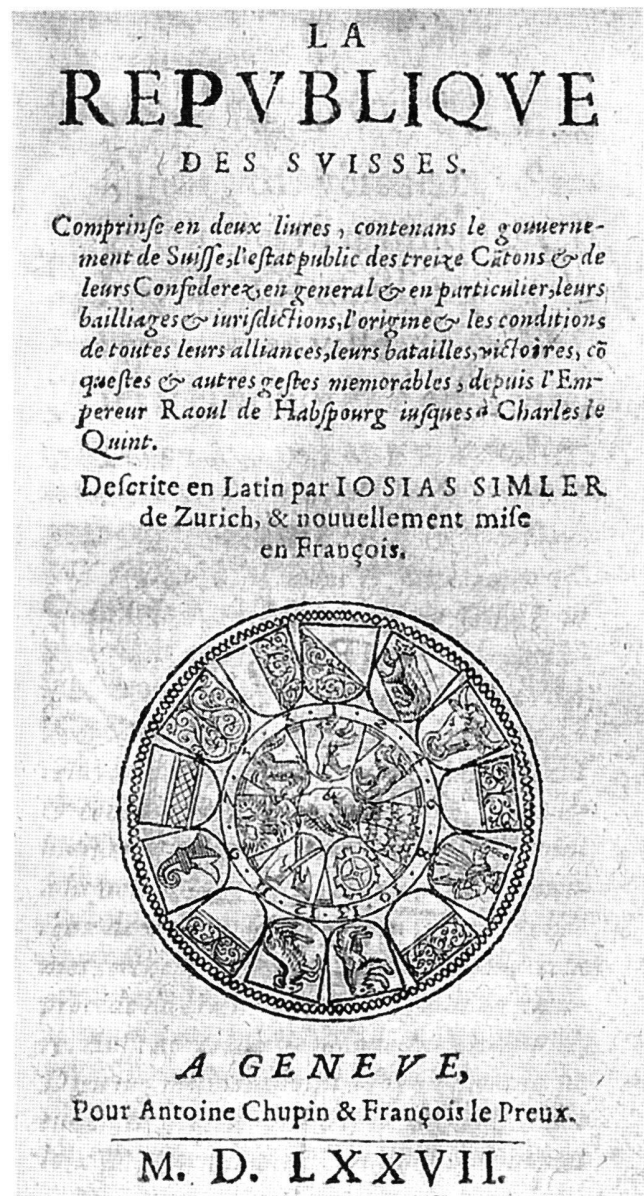 LA
REPVBLIQVE
DES SVISSES.
Comprinſe en deux liures, contenans le gouuerne-
ment de Suiſſe, l'eſtat public des treize Cãtons & de
leurs Confederez, en general & en particulier, leurs
bailliages & iuriſdictions, l'origine & les conditions
de toutes leurs alliances, leurs batailles, victoires, cõ
queſtes & autres geſtes memorables, depuis l'Em-
pereur Raoul de Habſpourg iuſques à Charles le
Quint.
Deſcrite en Latin par IOSIAS SIMLER
de Zurich, & nouuellement miſe
en François.
A GENEVE,
Pour Antoine Chupin & François le Preux.
M. D. LXXVII.